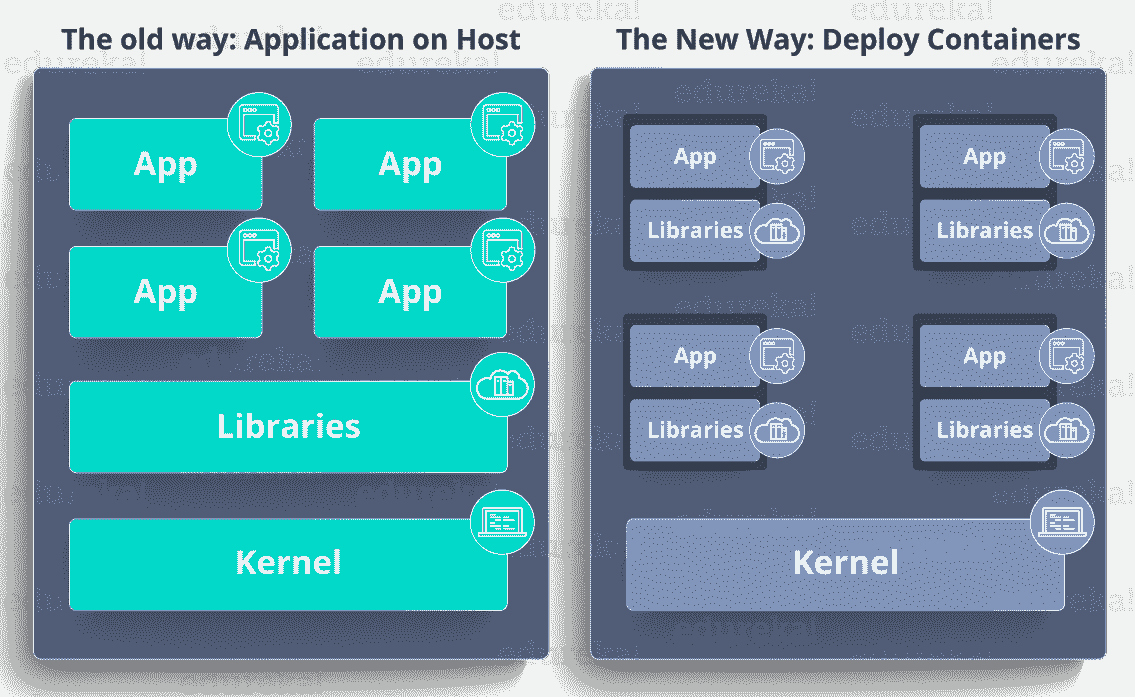 The old way: Application on Host
App
App
App
App
Libraries
Kernel
The New Way: Deploy Containers
App
Libraries
App
Libraries
App
Libraries
App
Libraries
Kernel
edureka!